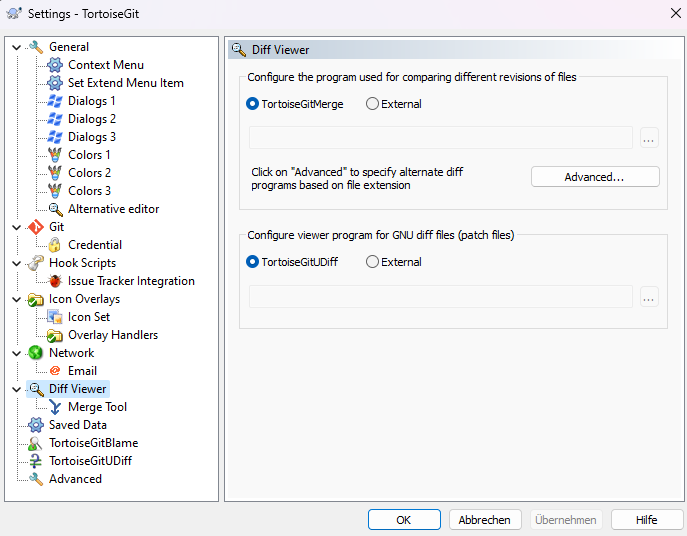 Settings - TortoiseGit
General
Context Menu
Set Extend Menu Item
Dialogs 1
Dialogs 2
Dialogs 3
Colors 1
Colors 2
Colors 3
Alternative editor
Git
Credential
Hook Scripts
Issue Tracker Integration
Icon Overlays
Icon Set
Overlay Handlers
Network
Email
Diff Viewer
Merge Tool
Saved Data
TortoiseGitBlame
TortoiseGitUDiff
Advanced
Diff Viewer
Configure the program used for comparing different revisions of files
TortoiseGitMerge External
...
Click on "Advanced" to specify alternate diff
programs based on file extension
Advanced...
Configure viewer program for GNU diff files (patch files)
TortoiseGitUDiff External
...
OK Abbrechen Übernehmen Hilfe